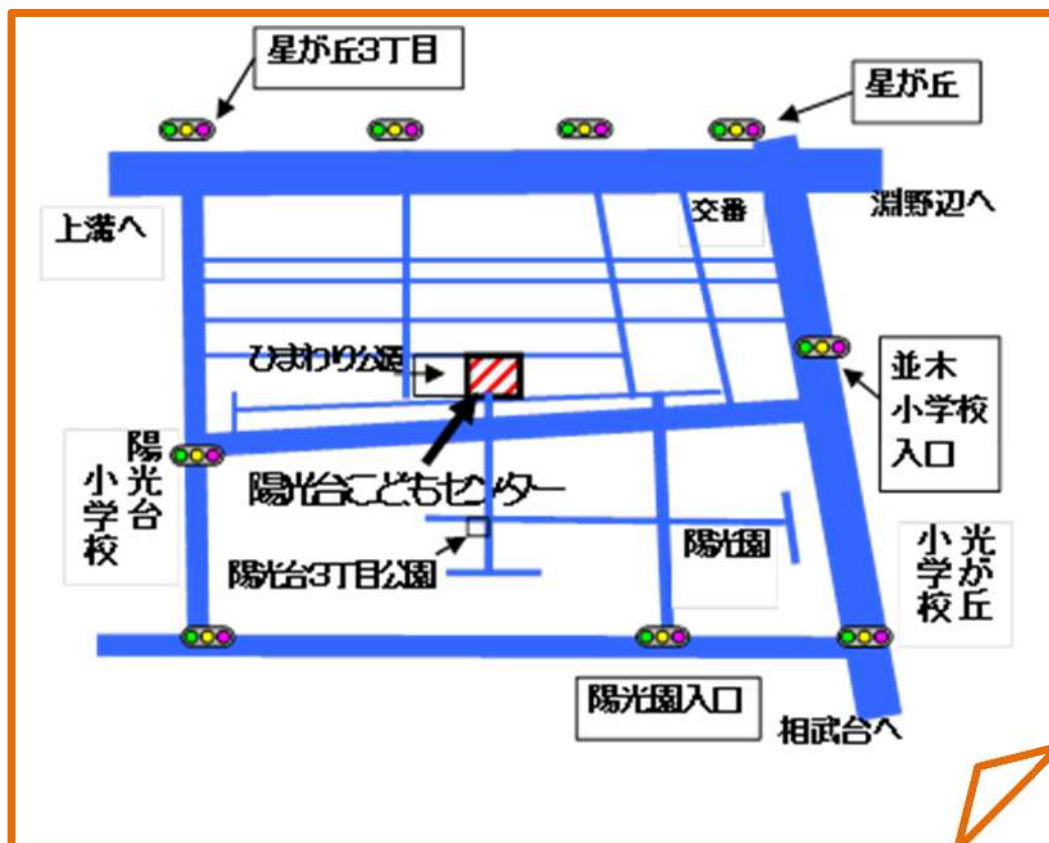 星が丘3丁目
星が丘
上溝へ
交番
淵野辺へ
ひまわり公園
並木
小学校
入口
陽光台
小学校
陽光台こどもセンター
陽光台3丁目公園
陽光園
光が丘
小学校
陽光園入口
相武台へ